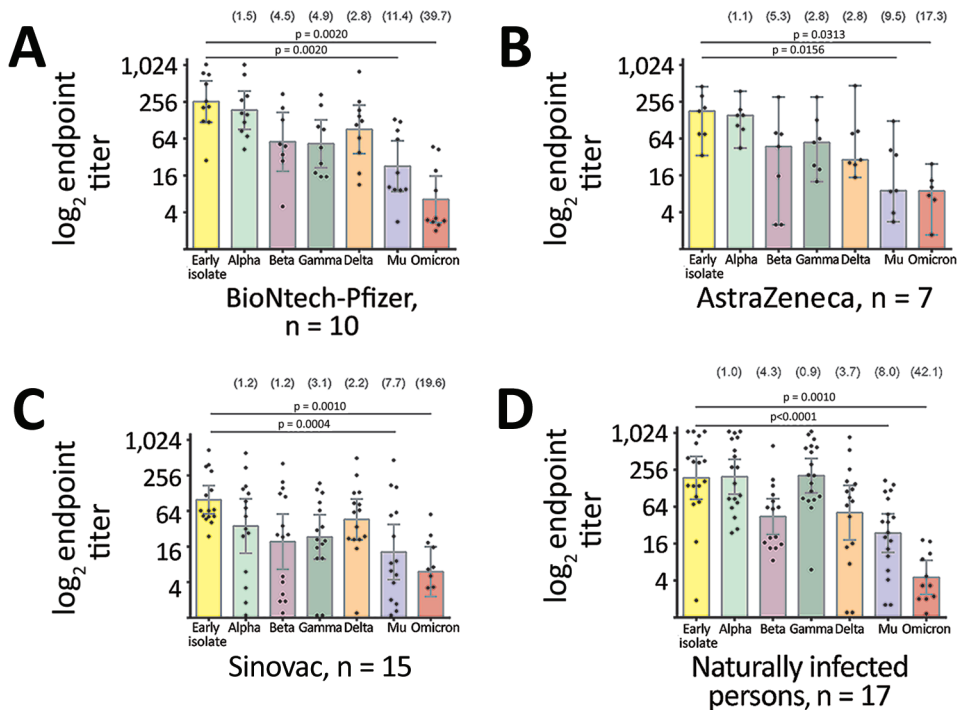 A
(1.5) (4.5) (4.9) (2.8) (11.4) (39.7)
p = 0.0020
p = 0.0020
log2 endpoint
titer
1,024
256
64
16
4
Early
isolate
Alpha Beta Gamma Delta Mu Omicron
BioNtech-Pfizer,
n = 10
B
(1.1) (5.3) (2.8) (2.8) (9.5) (17.3)
p = 0.0313
p = 0.0156
log2 endpoint
titer
1,024
256
64
16
4
Early
isolate
Alpha Beta Gamma Delta Mu Omicron
AstraZeneca, n = 7
C
(1.2) (1.2) (3.1) (2.2) (7.7) (19.6)
p = 0.0010
p = 0.0004
log2 endpoint
titer
1,024
256
64
16
4
Early
isolate
Alpha Beta Gamma Delta Mu Omicron
Sinovac, n = 15
D
(1.0) (4.3) (0.9) (3.7) (8.0) (42.1)
p = 0.0010
p<0.0001
log2 endpoint
titer
1,024
256
64
16
4
Early
isolate
Alpha Beta Gamma Delta Mu Omicron
Naturally infected
persons, n = 17